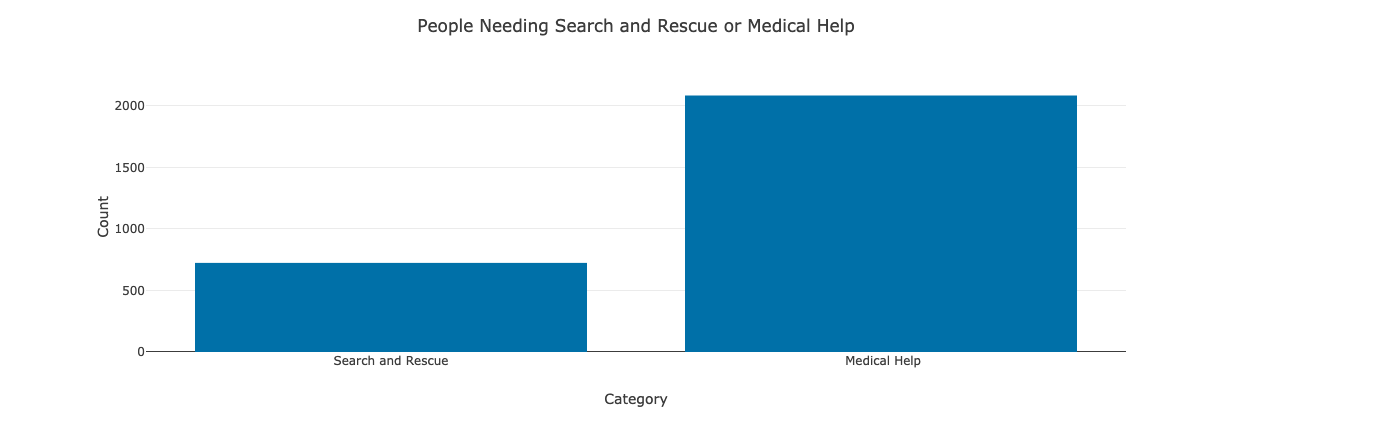 People Needing Search and Rescue or Medical Help
2000
1500
1000
500
0
Count
Search and Rescue
Medical Help
Category